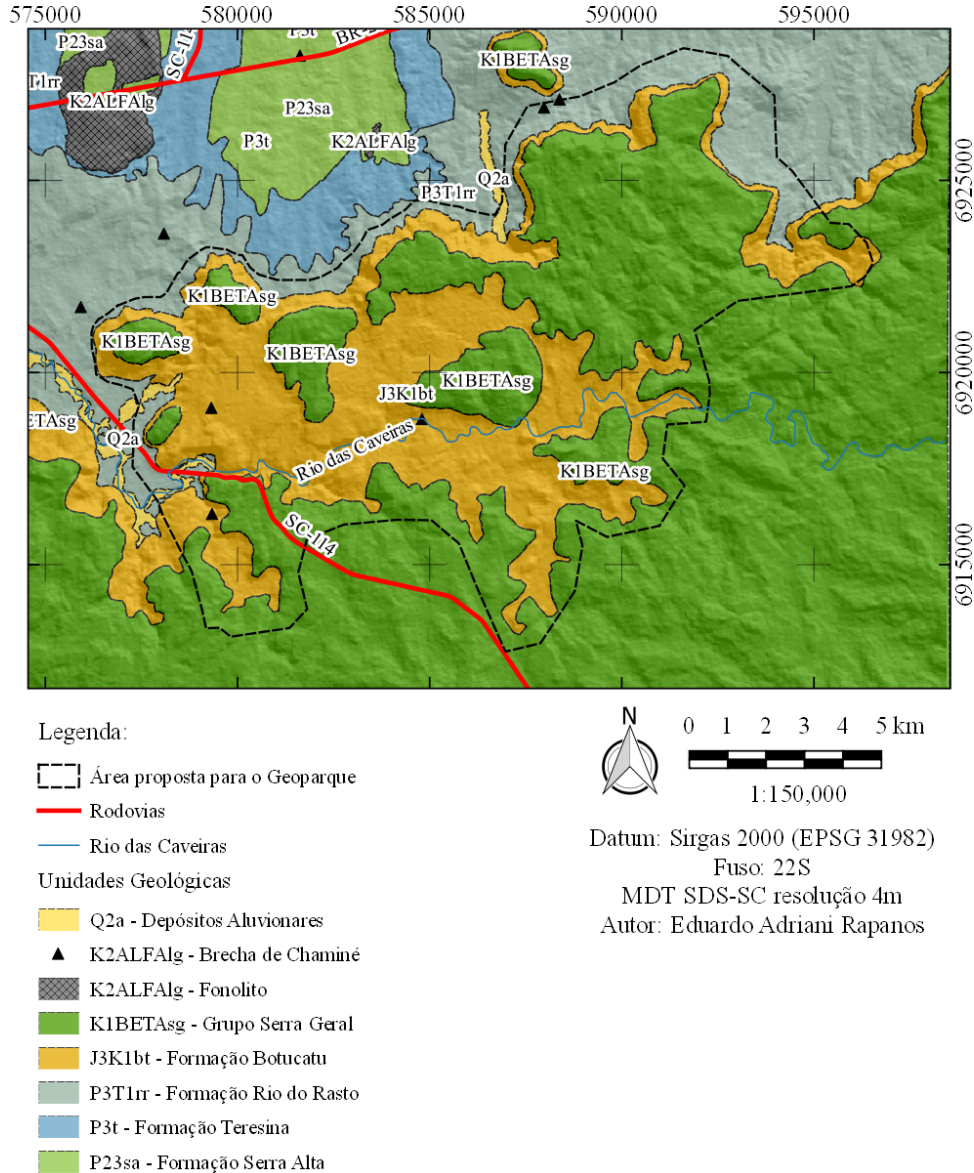 575000
580000
585000
590000
595000
P23sa
SC-114
P3t
BR-
K1BETAsg
T1rr
K2ALFAlg
P23sa
P3t
K2ALFAlg
P3T1rr
Q2a
6925000
K1BETAsg
K1BETAsg
K1BETAsg
K1BETAsg
6920000
J3K1bt
ETAsg
Q2a
Rio das Caveiras
K1BETAsg
SC-114
6915000
Legenda:
Área proposta para o Geoparque
Rodovias
Rio das Caveiras
Unidades Geológicas
Q2a - Depósitos Aluvionares
K2ALFAlg - Brecha de Chaminé
K2ALFAlg - Fonolito
K1BETAsg - Grupo Serra Geral
J3K1bt - Formação Botucatu
P3T1rr - Formação Rio do Rasto
P3t - Formação Teresina
P23sa - Formação Serra Alta
N
0 1 2 3 4 5 km
1:150,000
Datum: Sirgas 2000 (EPSG 31982)
Fuso: 22S
MDT SDS-SC resolução 4m
Autor: Eduardo Adriani Rapanos